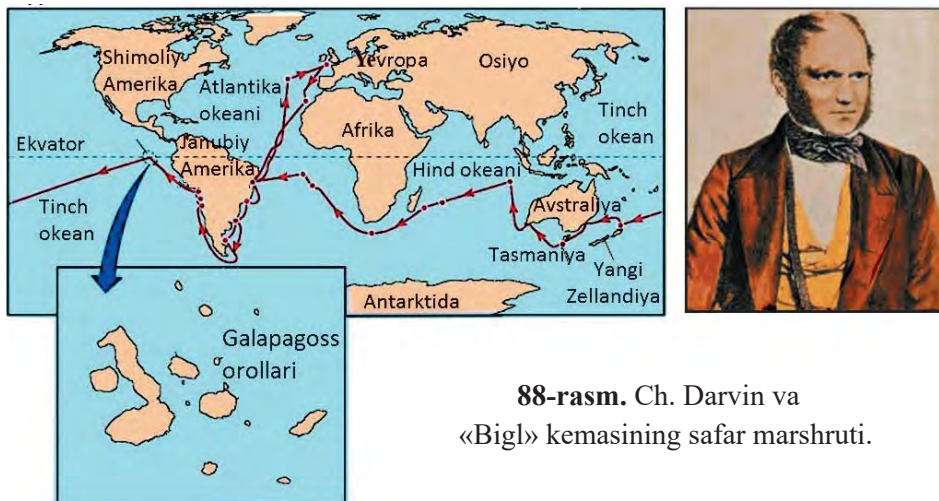 Shimoliy
Amerika
Atlantika
okeani
Yevropa
Osiyo
Tinch
okean
Afrika
Ekvator
Janubiy
Amerika
Hind okeani
Tinch
okean
Avstraliya
Tasmaniya
Yangi
Zellandiya
Antarktida
Galapagoss
orollari
88-rasm. Ch. Darvin va
«Bigl» kemasining safar marshruti.